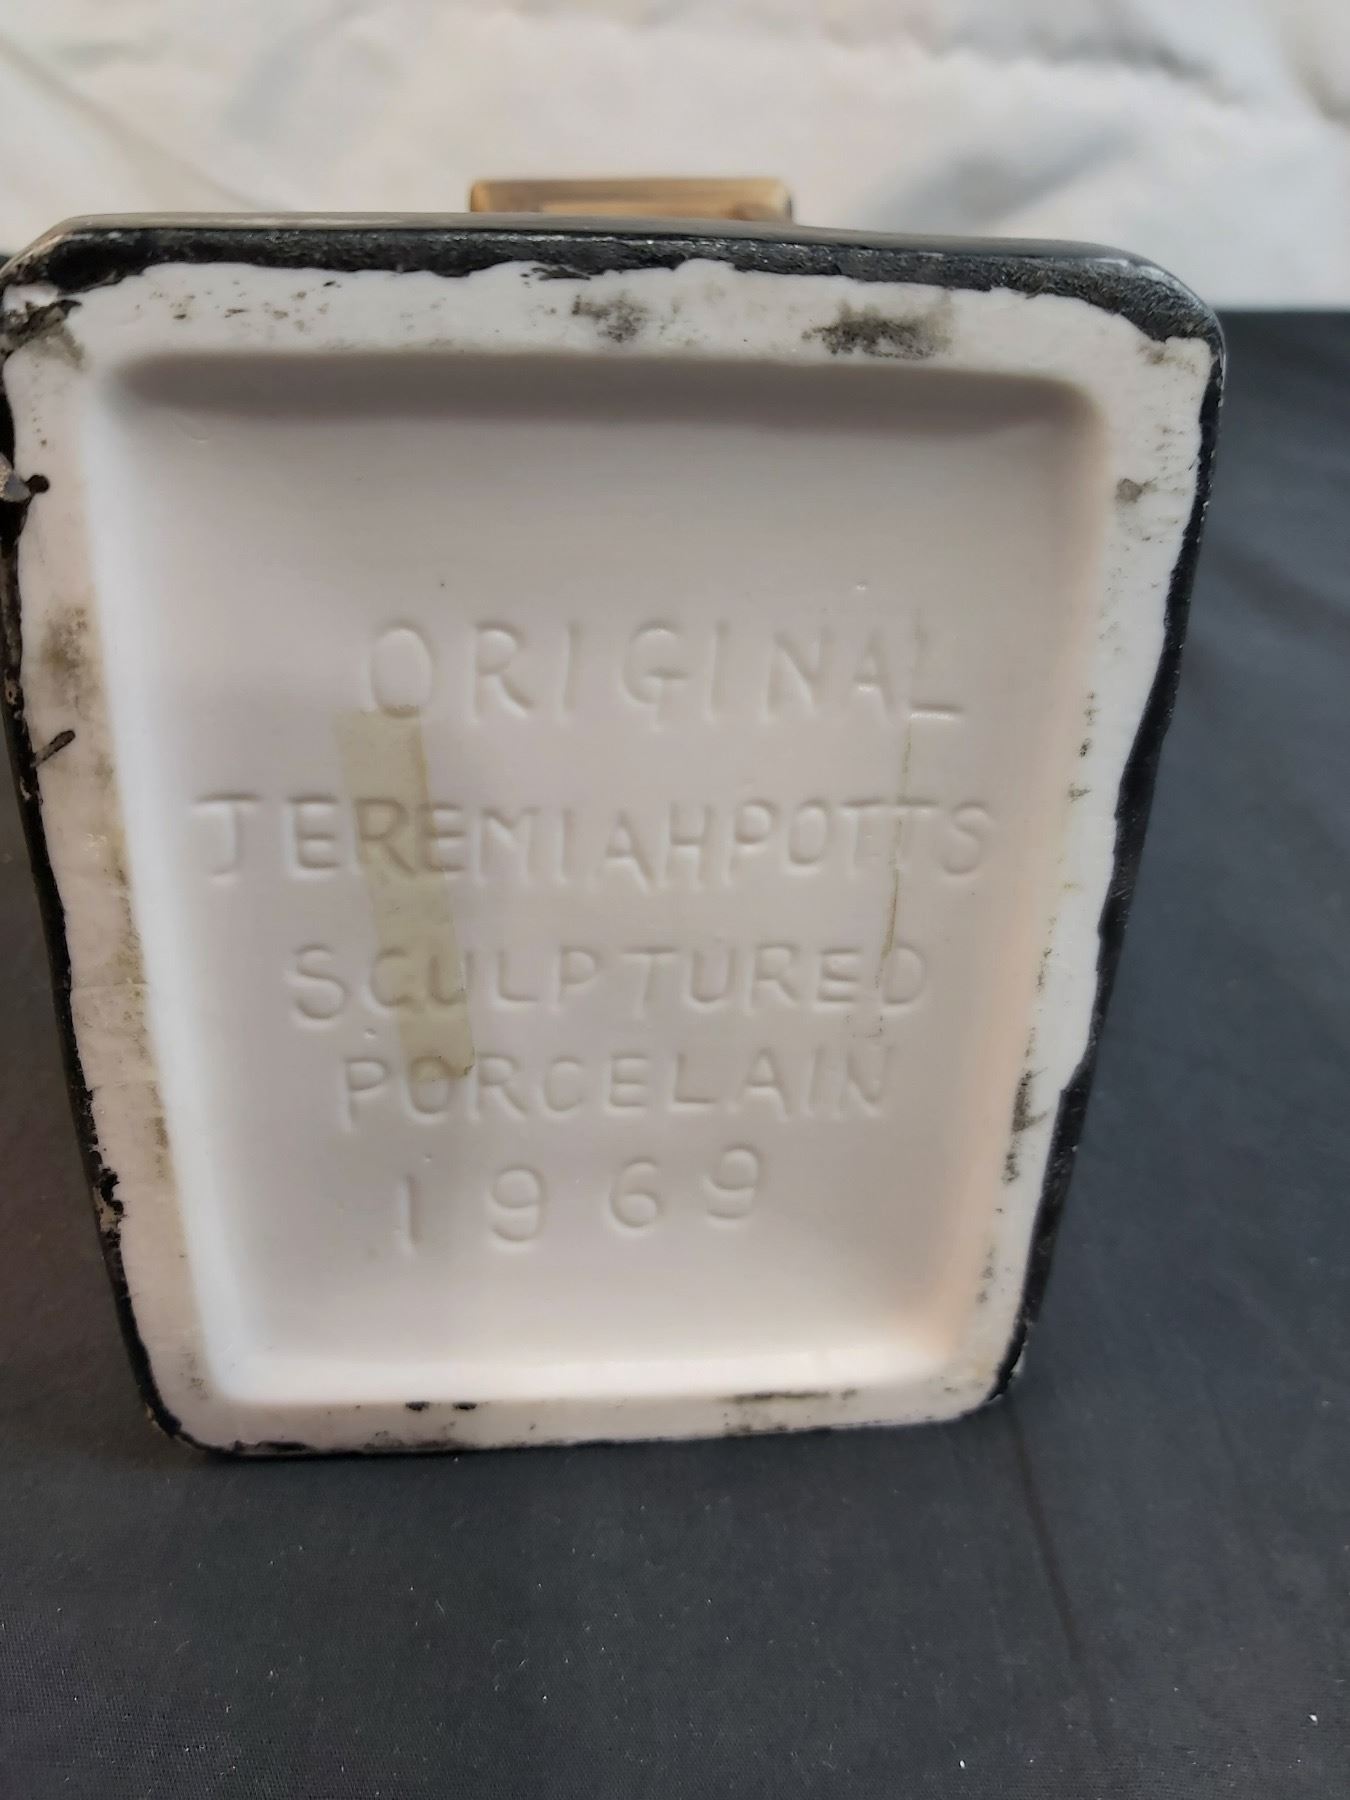 ORIGINAL
JEREMIAHPOTTS
SCULPTURED
PORCELAIN
1969